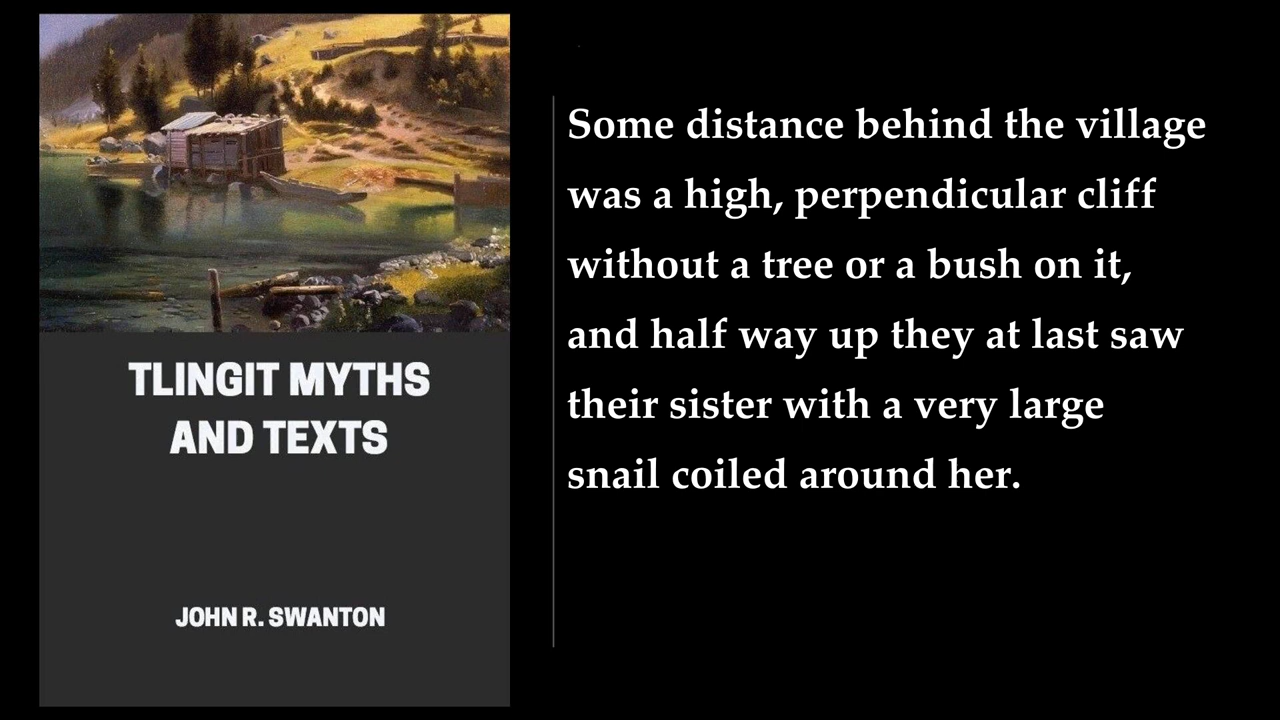 TLINGIT MYTHS
AND TEXTS
JOHN R. SWANTON
Some distance behind the village
was a high, perpendicular cliff
without a tree or a bush on it,
and half way up they at last saw
their sister with a very large
snail coiled around her.